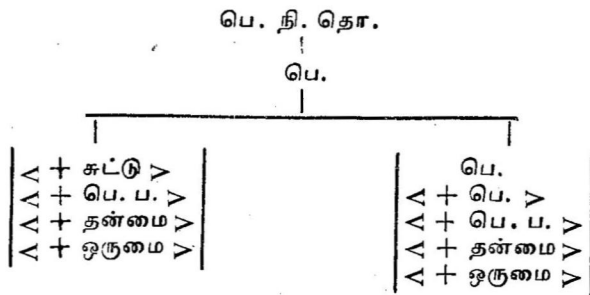 பெ. நி. தொ.
பெ.
< + சுட்டு >
< + பெ. ப. >
< + தன்மை >
< + ஒருமை >
பெ.
< + பெ. >
< + பெ. ப. >
< + தன்மை >
< + ஒருமை >